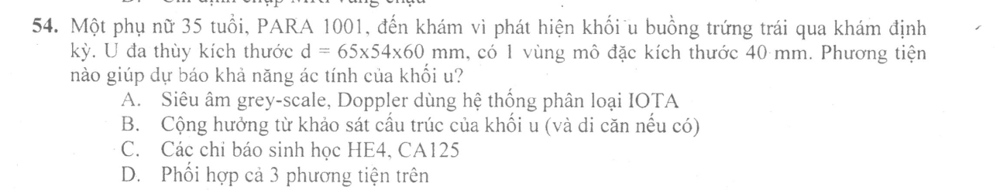 54. Một phụ nữ 35 tuổi, PARA 1001, đến khám vì phát hiện khối u buồng trứng trái qua khám định
kỳ. U đa thùy kích thước d = 65x54x60 mm, có 1 vùng mô đặc kích thước 40 mm. Phương tiện
nào giúp dự báo khả năng ác tính của khối u?
A. Siêu âm grey-scale, Doppler dùng hệ thống phân loại IOTA
B. Cộng hưởng từ khảo sát cấu trúc của khối u (và di căn nếu có)
C. Các chỉ báo sinh học HE4, CA125
D. Phối hợp cả 3 phương tiện trên